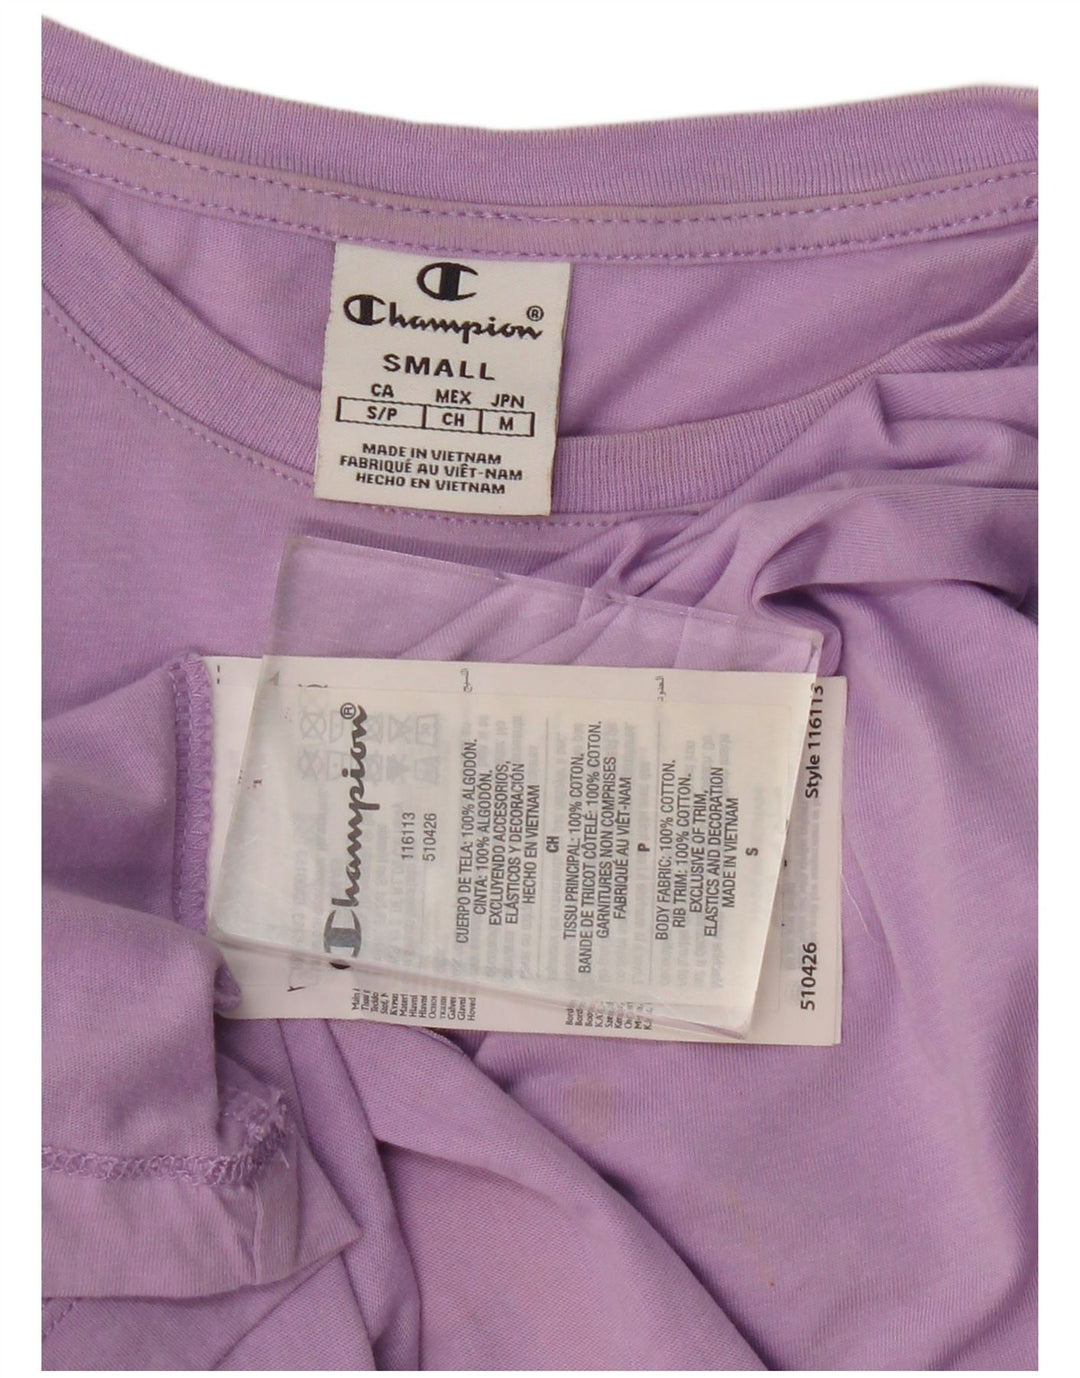 Champion®
SMALL
CA MEX JPN
S/P CH M
MADE IN VIETNAM
FABRIQUÉ AU VIÊT-NAM
HECHO EN VIETNAM
Champion®
116113
510426
CUERPO DE TELA: 100% ALGODÓN.
CINTA: 100% ALGODÓN.
EXCLUYENDO ACCESORIOS,
ELÁSTICOS Y DECORACIÓN
HECHO EN VIETNAM
CH
TISSU PRINCIPAL: 100% COTON.
BANDE DE TRICOT CÔTELÉ: 100% COTON.
GARNITURES NON COMPRISES
FABRIQUÉ AU VIÊT-NAM
P
BODY FABRIC: 100% COTTON.
RIB TRIM: 100% COTTON.
EXCLUSIVE OF TRIM,
ELASTICS AND DECORATION
MADE IN VIETNAM
S
Style 116113
510426